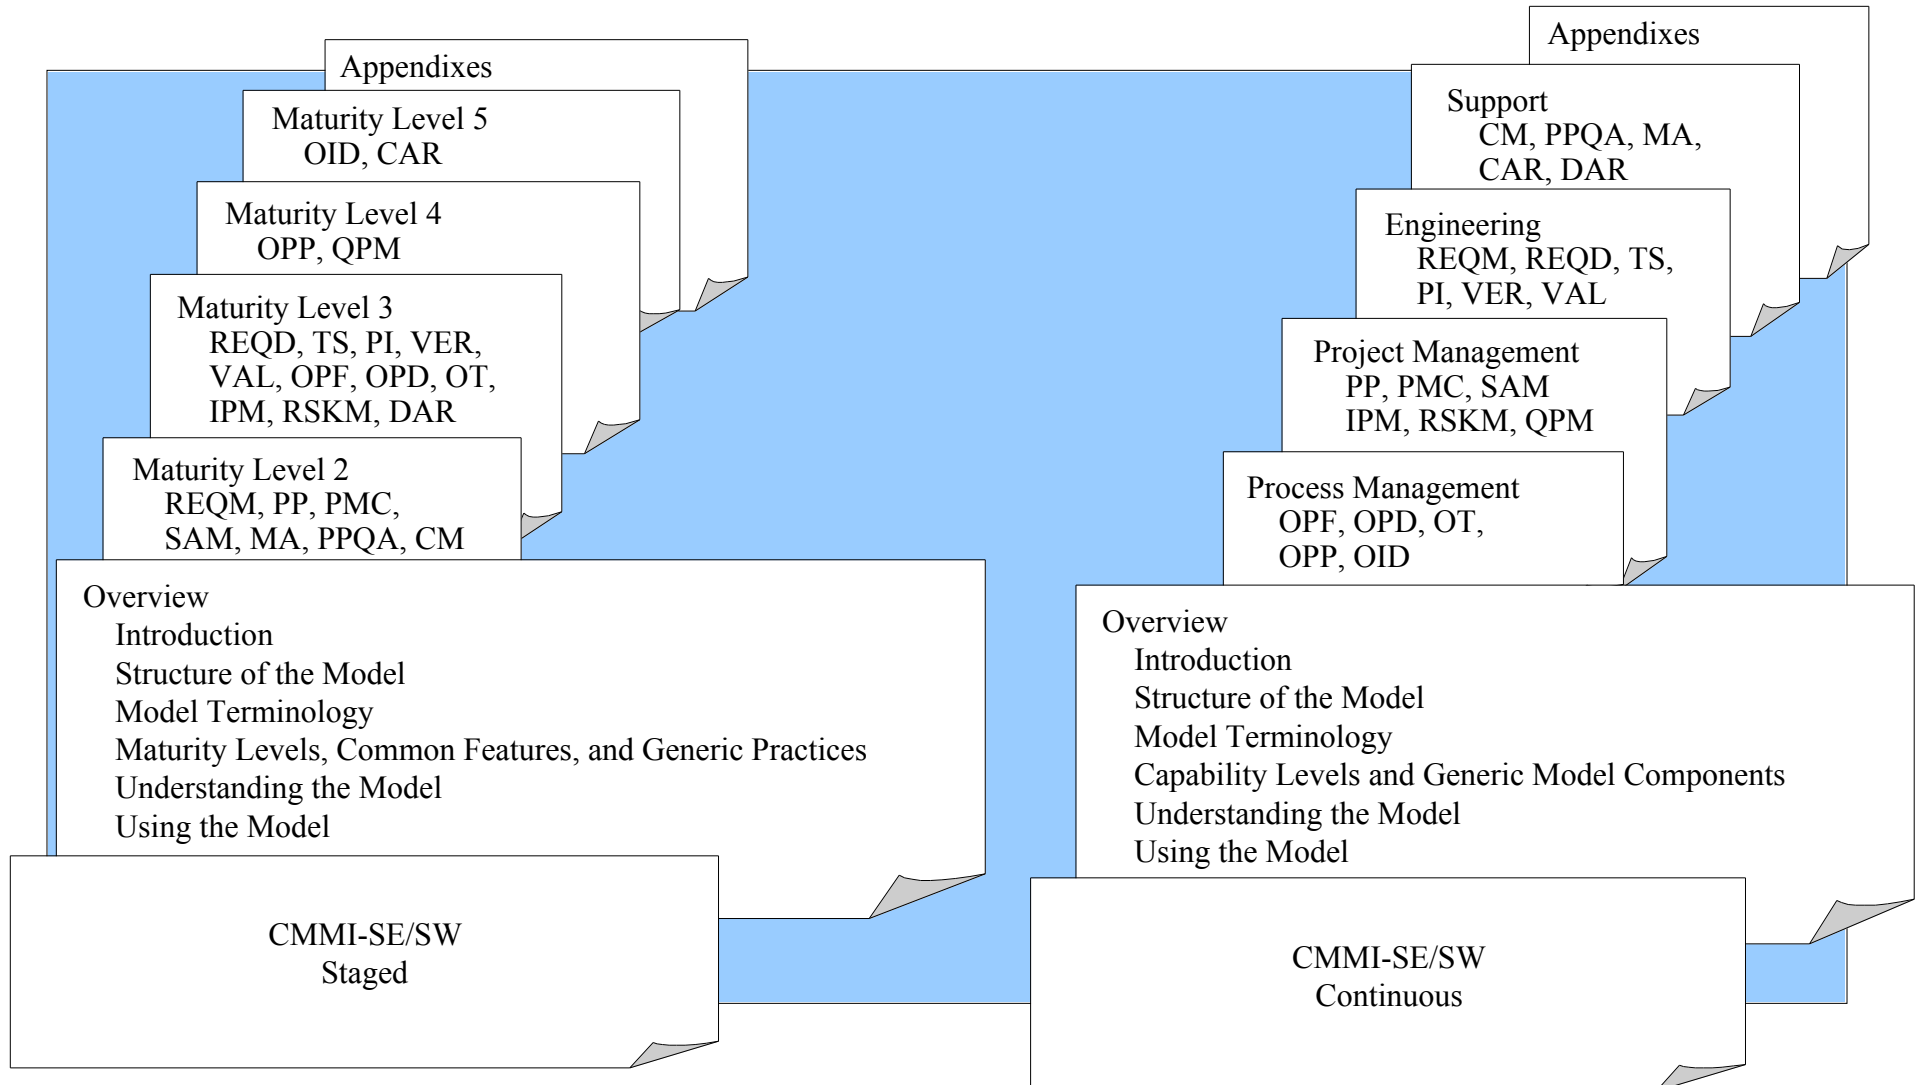 Appendixes
Maturity Level 5
OID, CAR
Maturity Level 4
OPP, QPM
Maturity Level 3
REQD, TS, PI, VER,
VAL, OPF, OPD, OT,
IPM, RSKM, DAR
Maturity Level 2
REQM, PP, PMC,
SAM, MA, PPQA, CM
Overview
Introduction
Structure of the Model
Model Terminology
Maturity Levels, Common Features, and Generic Practices
Understanding the Model
Using the Model
CMMI-SE/SW
Staged
Appendixes
Support
CM, PPQA, MA,
CAR, DAR
Engineering
REQM, REQD, TS,
PI, VER, VAL
Project Management
PP, PMC, SAM
IPM, RSKM, QPM
Process Management
OPF, OPD, OT,
OPP, OID
Overview
Introduction
Structure of the Model
Model Terminology
Capability Levels and Generic Model Components
Understanding the Model
Using the Model
CMMI-SE/SW
Continuous